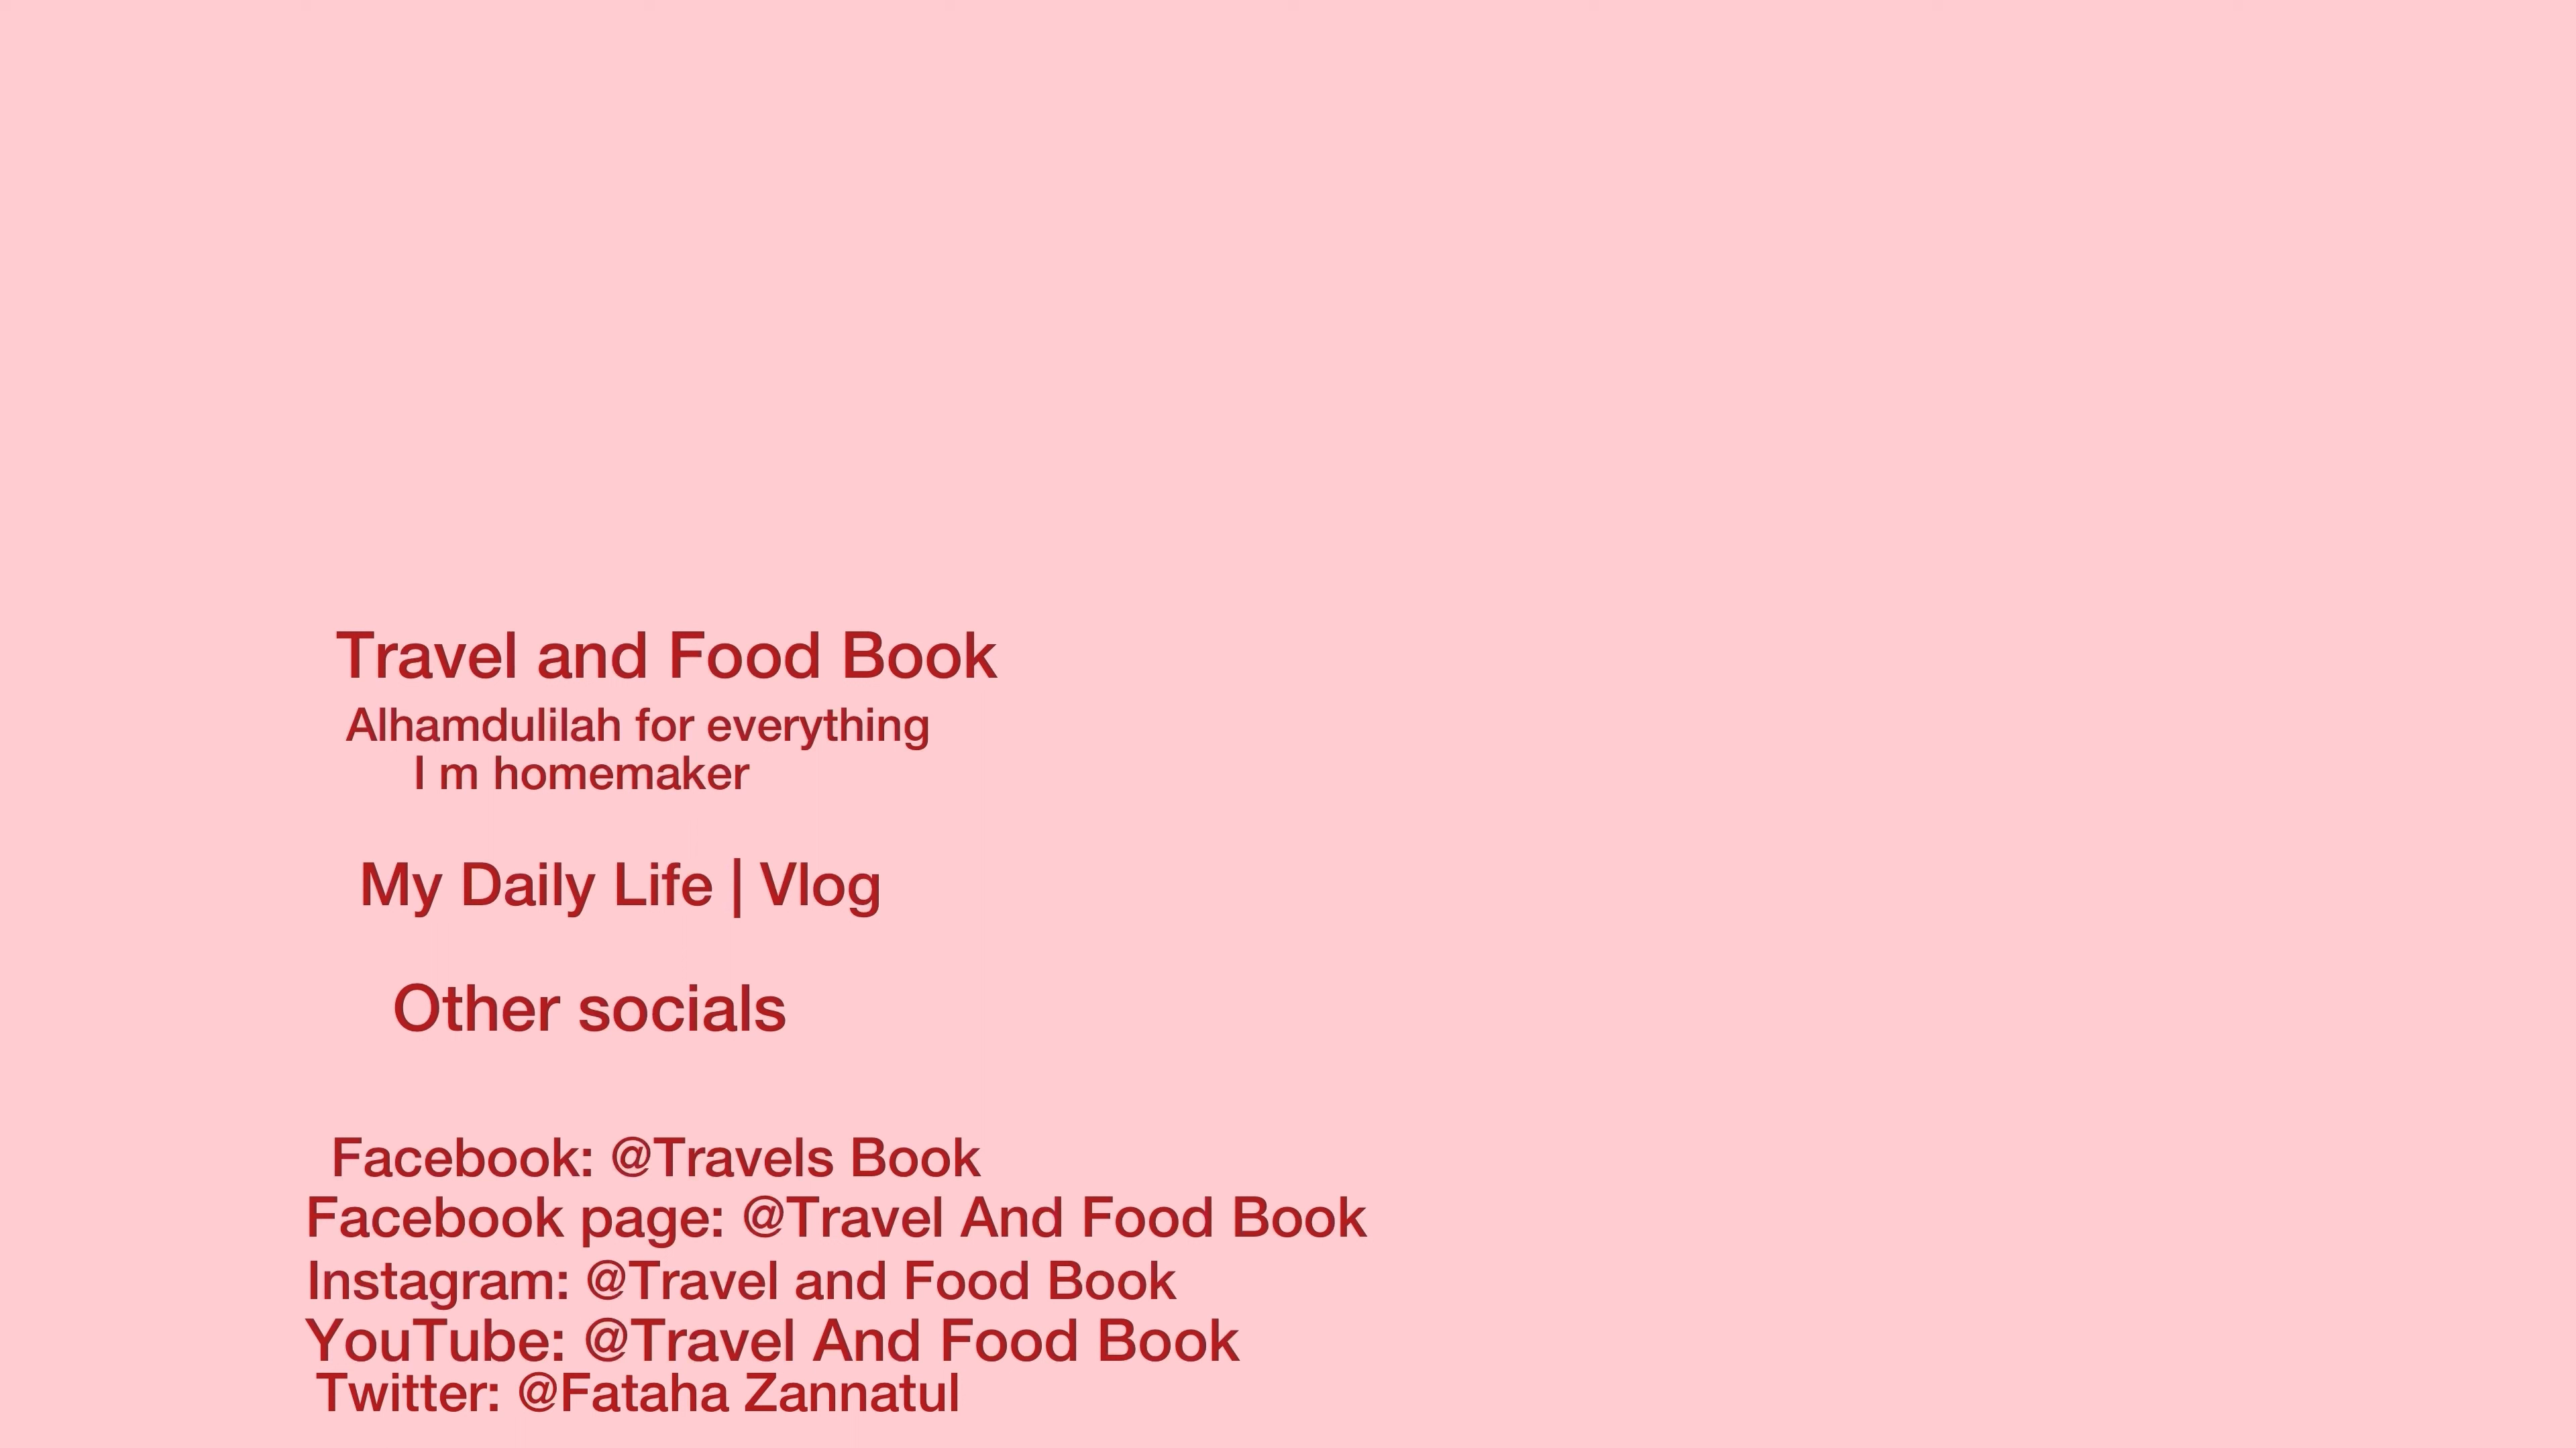 Travel and Food Book
Alhamdulilah for everything
I m homemaker
My Daily Life | Vlog
Other socials
Facebook: @Travels Book
Facebook page: @Travel And Food Book
Instagram: @Travel and Food Book
YouTube: @Travel And Food Book
Twitter: @Fataha Zannatul